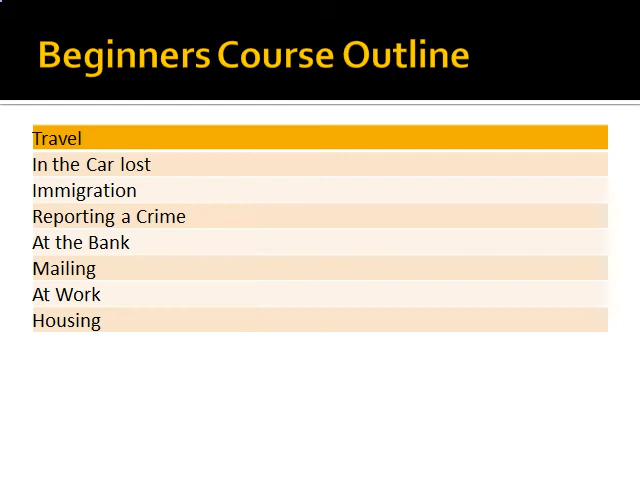 Beginners Course Outline
Travel
In the Car lost
Immigration
Reporting a Crime
At the Bank
Mailing
At Work
Housing